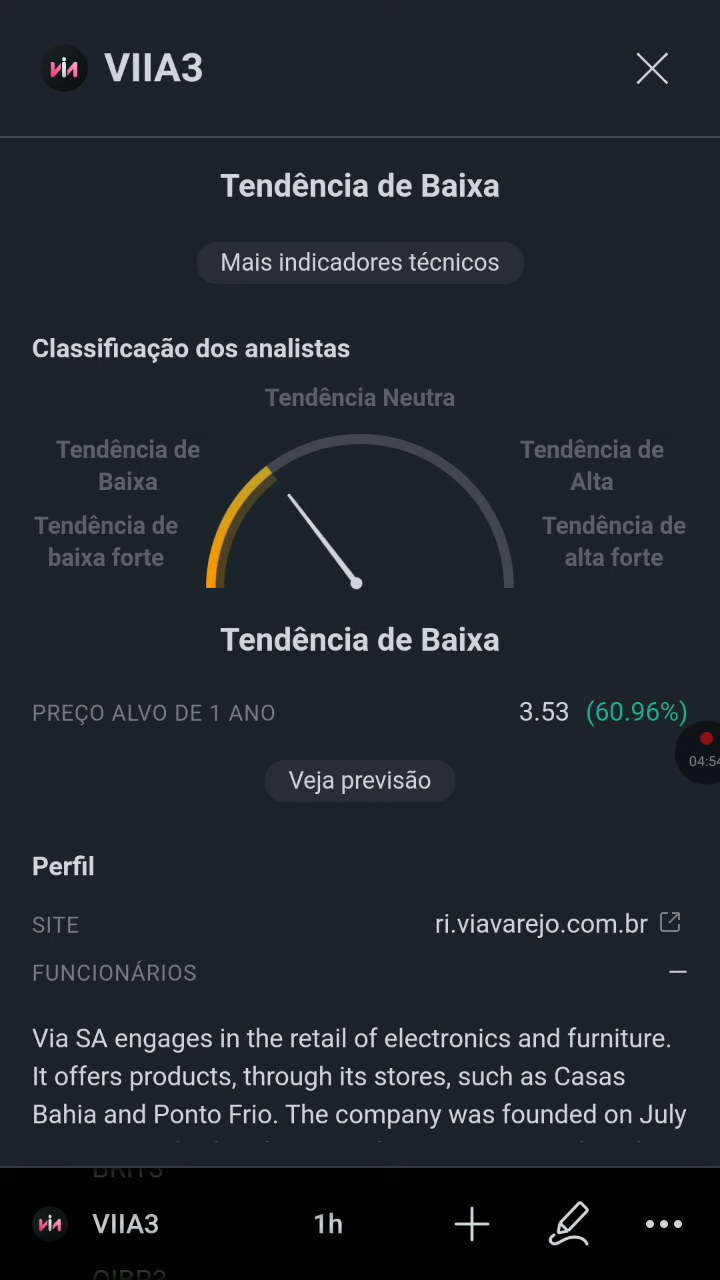 VIIA3
Tendência de Baixa
Mais indicadores técnicos
Classificação dos analistas
Tendência Neutra
Tendência de
Baixa
Tendência de
Alta
Tendência de
baixa forte
Tendência de
alta forte
Tendência de Baixa
PREÇO ALVO DE 1 ANO 3.53 (60.96%)
04:54
Veja previsão
Perfil
SITE ri.viavarejo.com.br
FUNCIONÁRIOS —
Via SA engages in the retail of electronics and furniture.
It offers products, through its stores, such as Casas
Bahia and Ponto Frio. The company was founded on July
VIIA3 1h